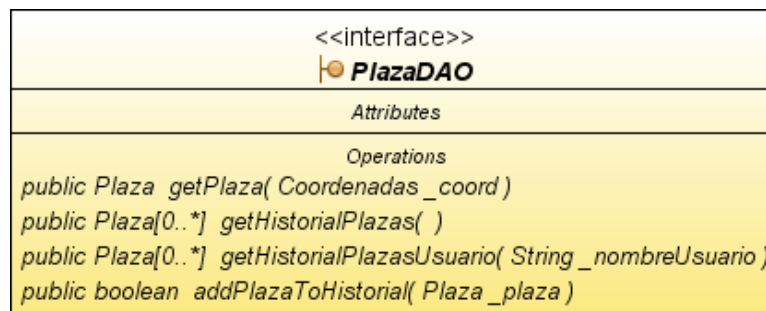 <<interface>>
PlazaDAO
Attributes
Operations
public Plaza getPlaza( Coordenadas _coord )
public Plaza[0..*] getHistorialPlazas( )
public Plaza[0..*] getHistorialPlazasUsuario( String _nombreUsuario )
public boolean addPlazaToHistorial( Plaza _plaza )